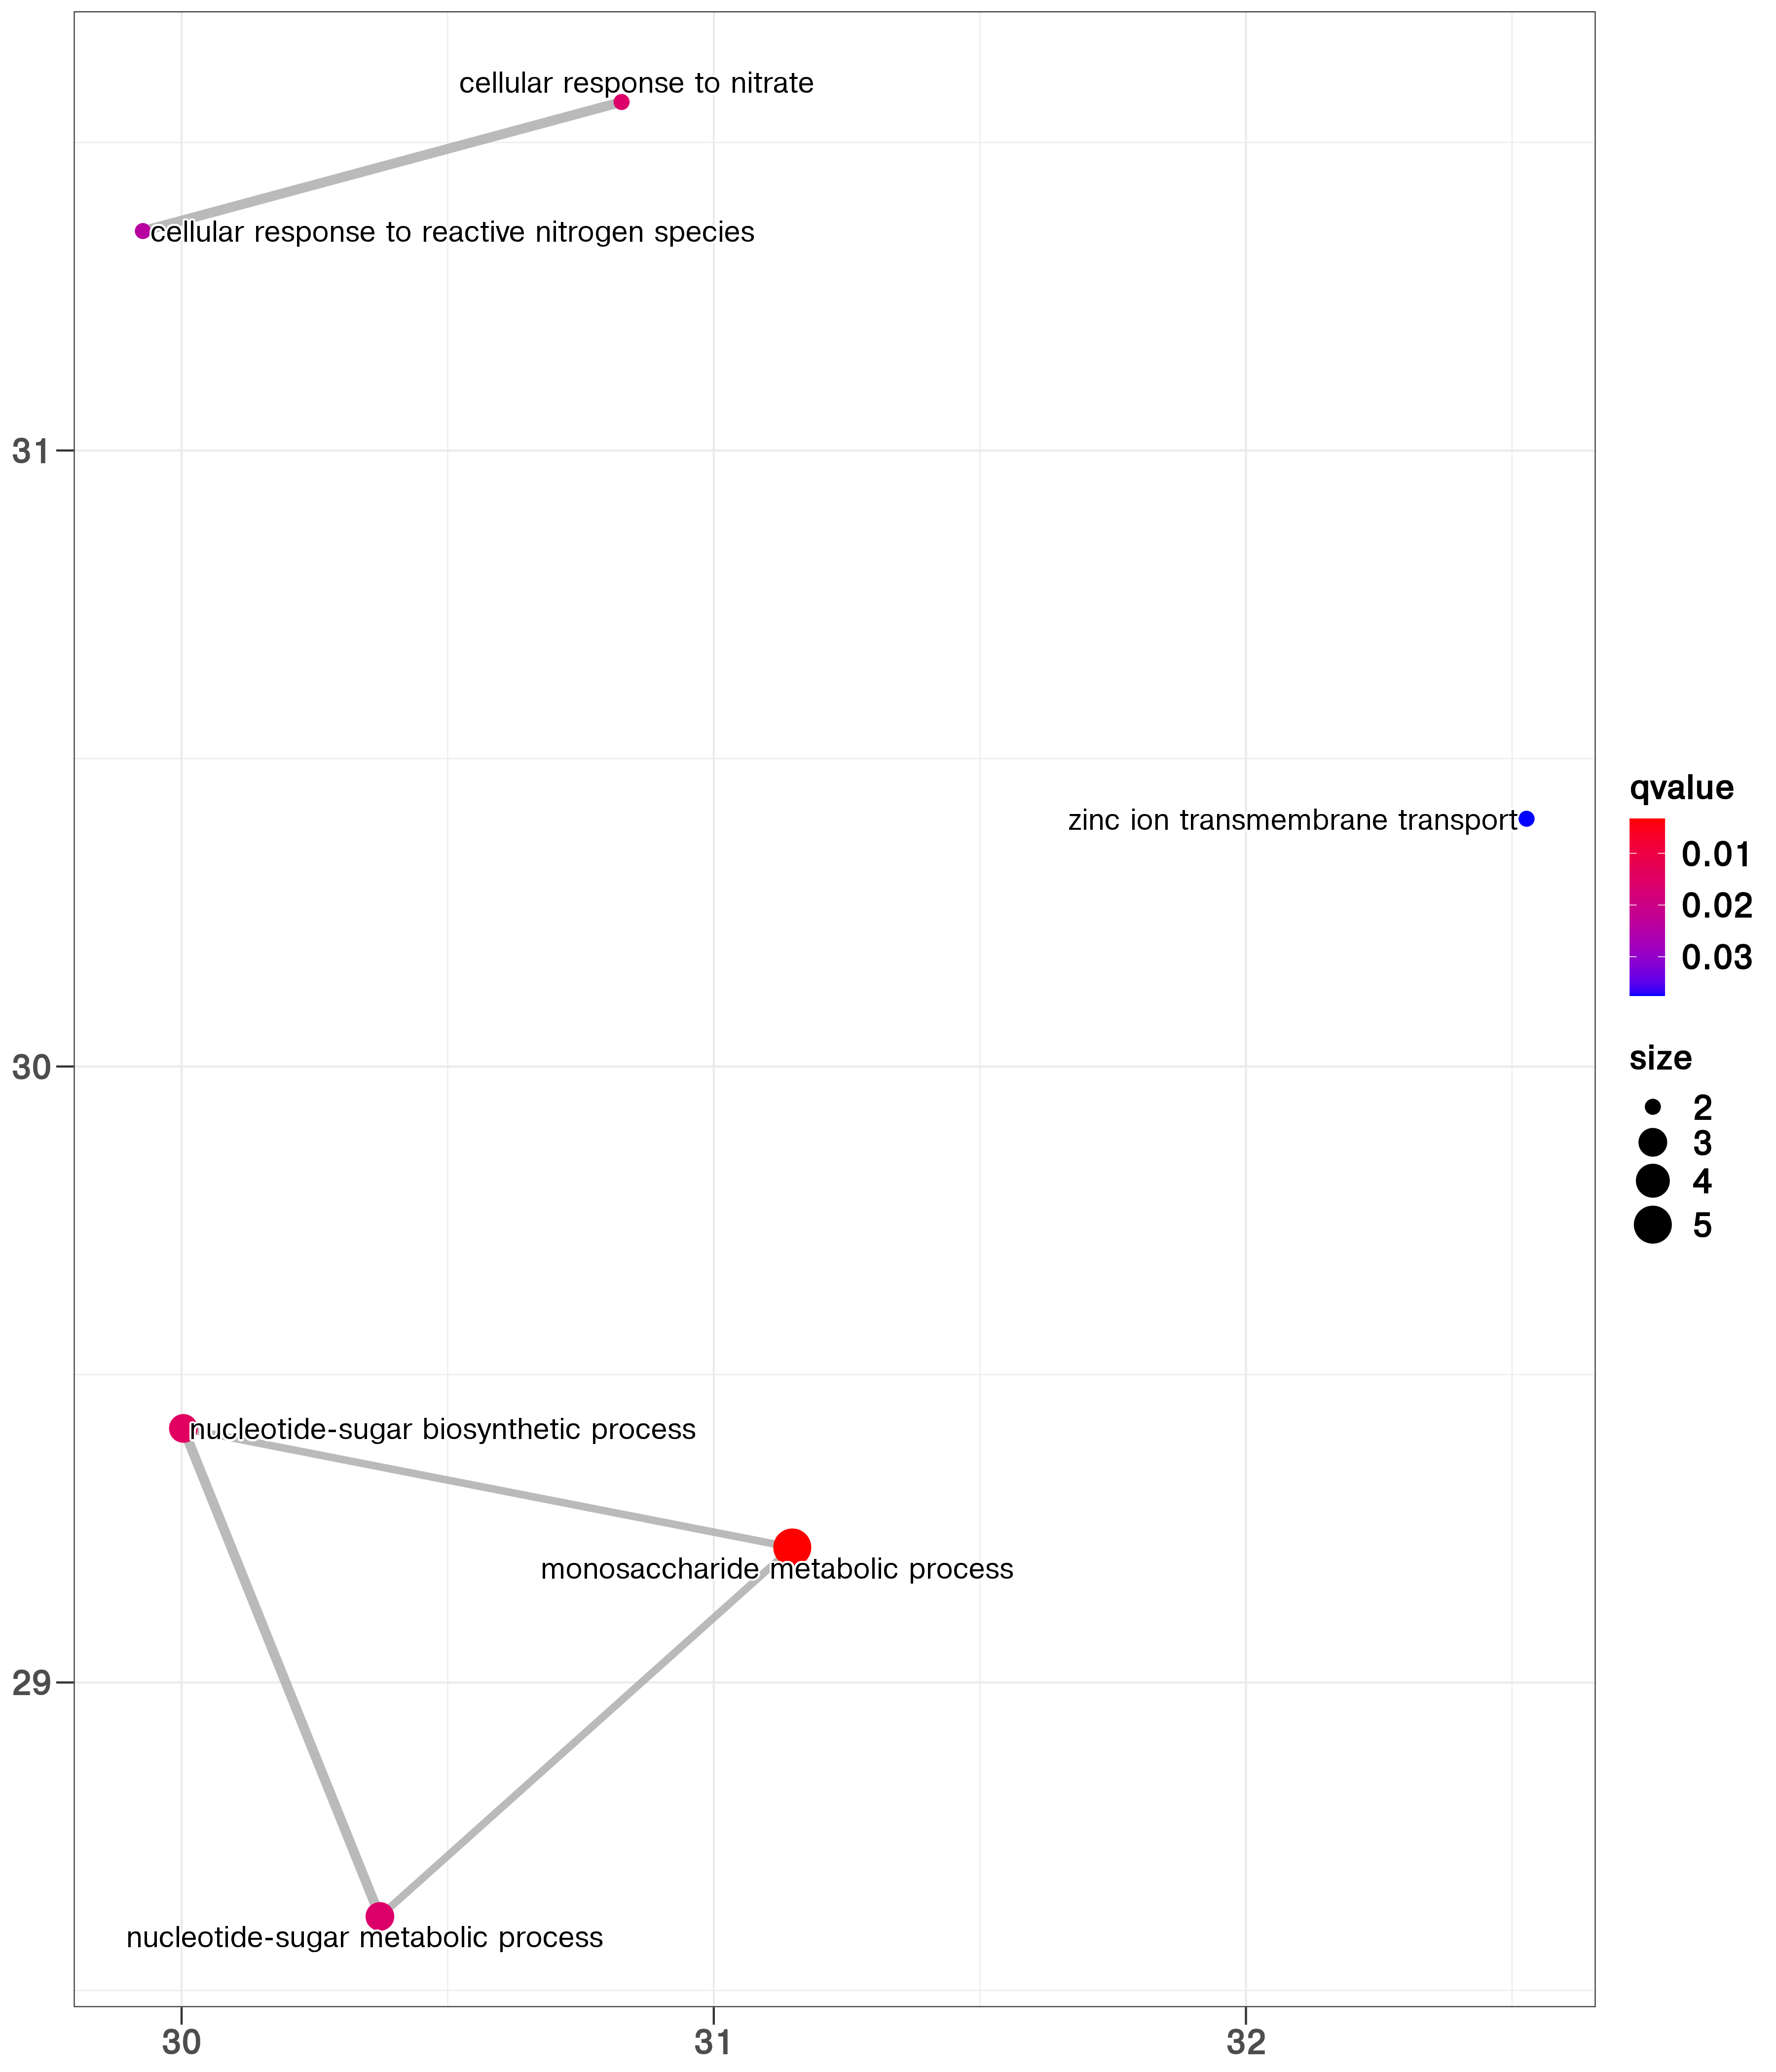 cellular response to nitrate
cellular response to reactive nitrogen species
31
zinc ion transmembrane transport
30
nucleotide-sugar biosynthetic process
monosaccharide metabolic process
29
nucleotide-sugar metabolic process
30
31
32
qvalue
0.01
0.02
0.03
size
2
3
4
5